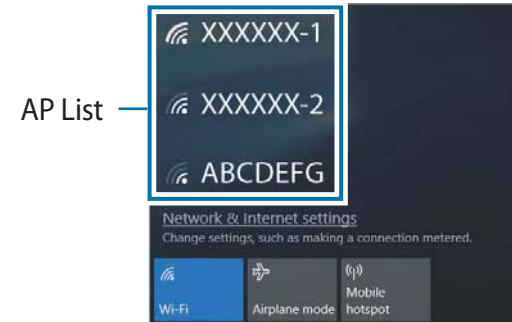 XXXXXX-1
AP List
XXXXXX-2
ABCDEFG
Network & Internet settings
Change settings, such as making a connection metered.
Wi-Fi
Airplane mode
Mobile
hotspot